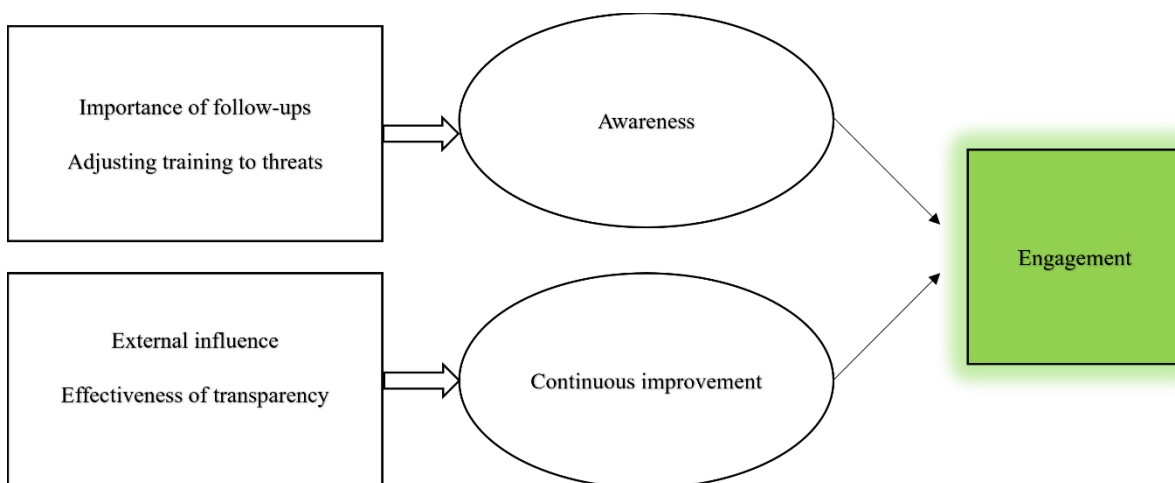 Importance of follow-ups
Adjusting training to threats
Awareness
Engagement
External influence
Effectiveness of transparency
Continuous improvement